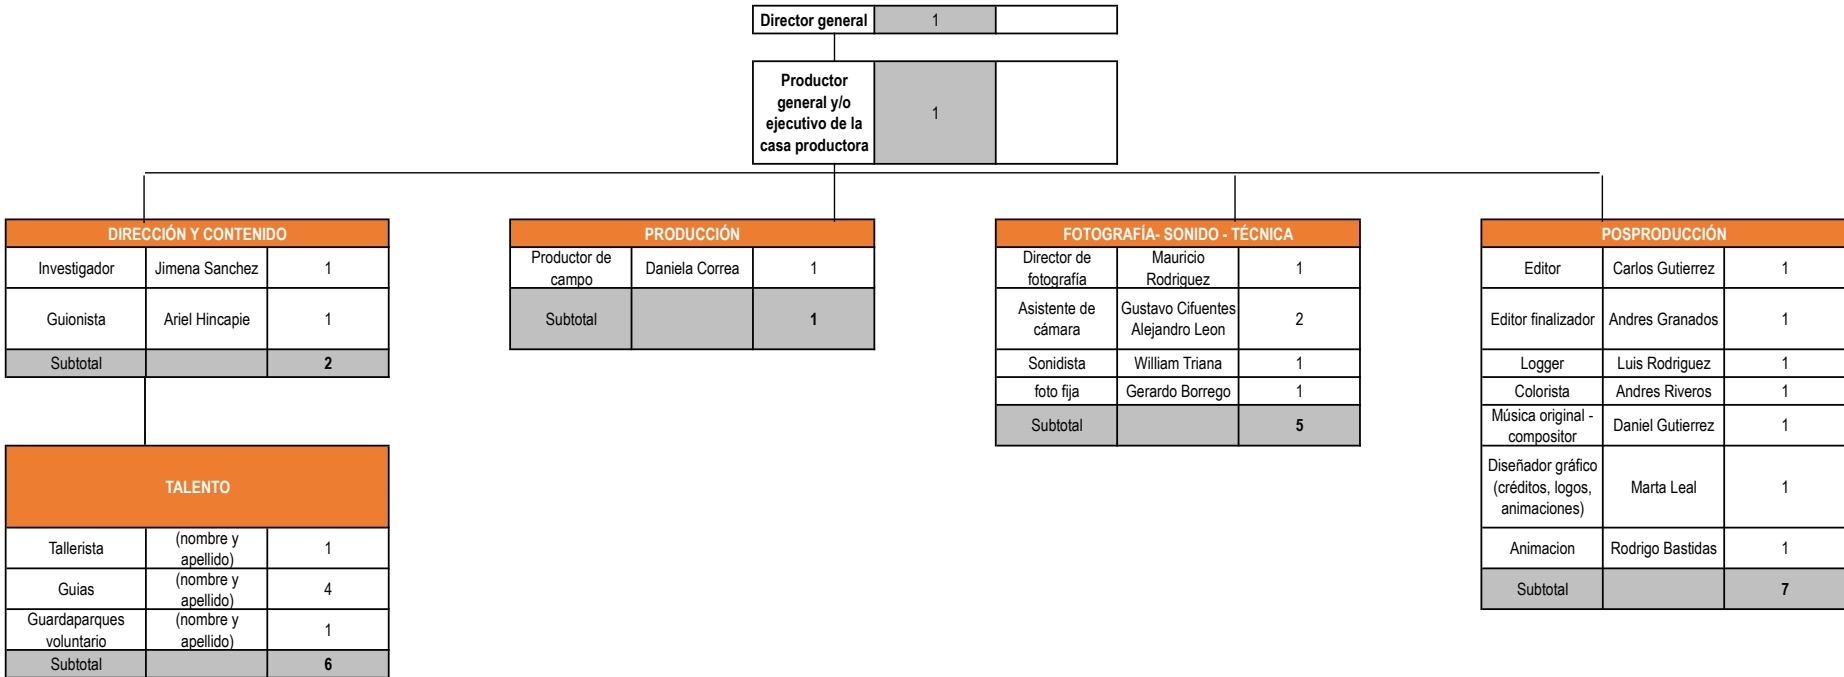 Director general 1
Productor
general y/o
ejecutivo de la
casa productora
1
DIRECCIÓN Y CONTENIDO
Investigador Jimena Sanchez 1
Guionista Ariel Hincapie 1
Subtotal 2
TALENTO
Tallerista (nombre y
apellido) 1
Guias (nombre y
apellido) 4
Guardaparques
voluntario (nombre y
apellido) 1
Subtotal 6
PRODUCCIÓN
Productor de
campo Daniela Correa 1
Subtotal 1
FOTOGRAFÍA- SONIDO - TÉCNICA
Director de
fotografía Mauricio
Rodriguez 1
Asistente de
cámara Gustavo Cifuentes
Alejandro Leon 2
Sonidista William Triana 1
foto fija Gerardo Borrego 1
Subtotal 5
POSPRODUCCIÓN
Editor Carlos Gutierrez 1
Editor finalizador Andres Granados 1
Logger Luis Rodriguez 1
Colorista Andres Riveros 1
Música original -
compositor Daniel Gutierrez 1
Diseñador gráfico
(créditos, logos,
animaciones) Marta Leal 1
Animacion Rodrigo Bastidas 1
Subtotal 7